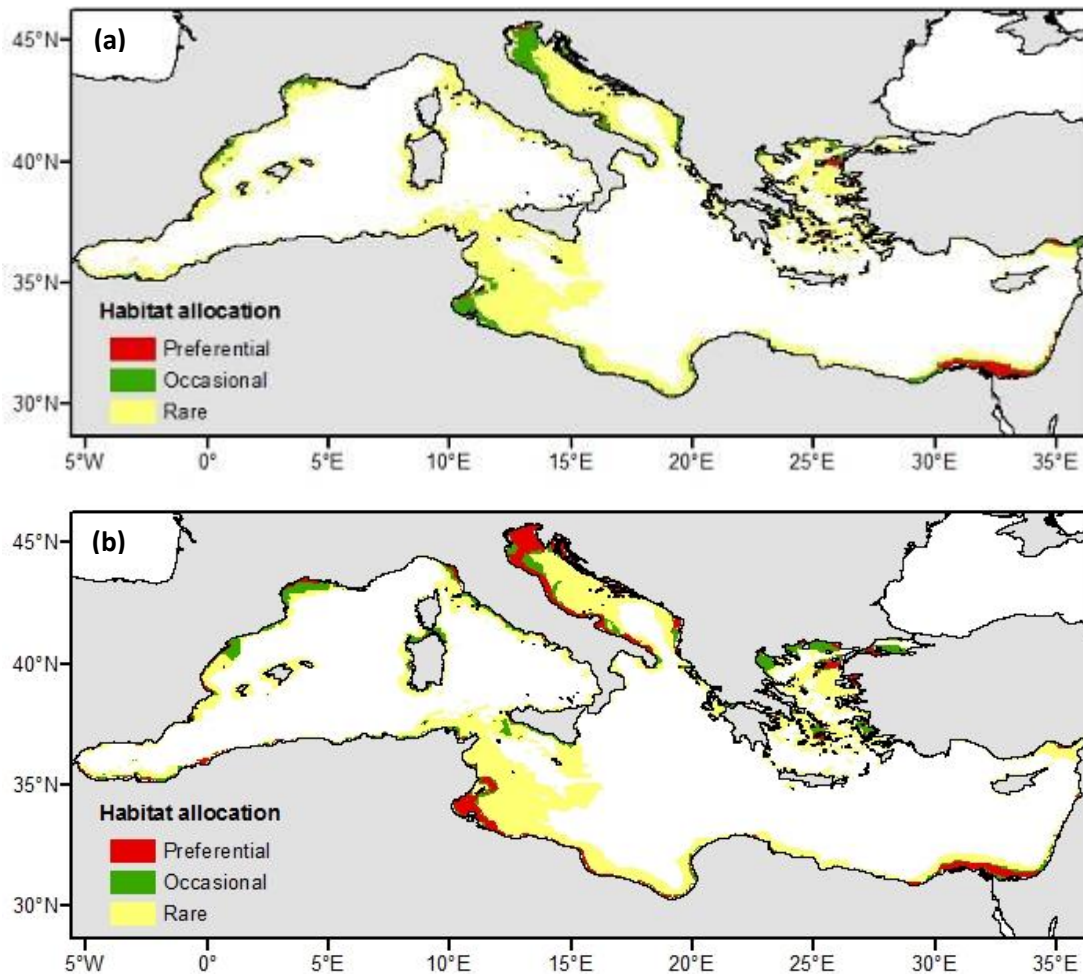 (a)
45°N
40°N
35°N
30°N
Habitat allocation
Preferential
Occasional
Rare
5°W 0° 5°E 10°E 15°E 20°E 25°E 30°E 35°E
(b)
45°N
40°N
35°N
30°N
Habitat allocation
Preferential
Occasional
Rare
5°W 0° 5°E 10°E 15°E 20°E 25°E 30°E 35°E